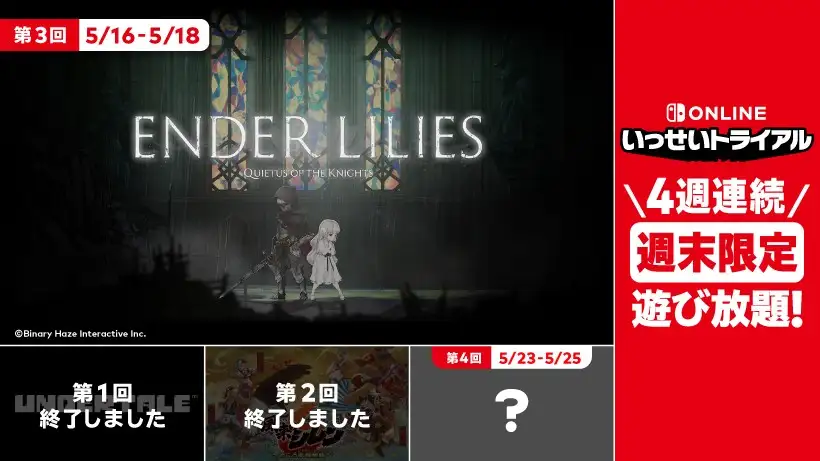 第3回 5/16-5/18
ENDER LILIES
QUIETUS OF THE KNIGHTS
©Binary Haze Interactive Inc.
ONLINE
いっせいトライアル
4週連続
週末限定
遊び放題!
UNDERTALE
第1回
終了しました
第2回
終了しました
第4回 5/23-5/25
?